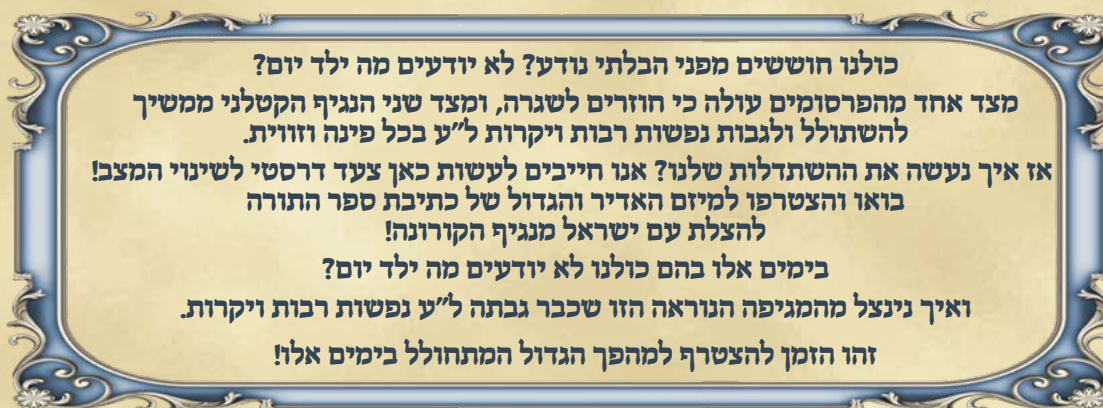 כולנו חוששים מפני הבלתי נודע? לא יודעים מה ילד יום?
מצד אחד מהפרסומים עולה כי חוזרים לשגרה, ומצד שני הנגיף הקטלני ממשיך
להשתולל ולגבות נפשות רבות ויקרות ל"ע בכל פינה וזווית.
אז איך נעשה את ההשתדלות שלנו? אנו חייבים לעשות כאן צעד דרסטי לשינוי המצב!
בואו והצטרפו למיזם האדיר והגדול של כתיבת ספר התורה
להצלת עם ישראל מנגיף הקורונה!
בימים אלו בהם כולנו לא יודעים מה ילד יום?
ואיך נינצל מהמגיפה הנוראה הזו שכבר גבתה ל"ע נפשות רבות ויקרות.
זהו הזמן להצטרף למהפך הגדול המתחולל בימים אלו!